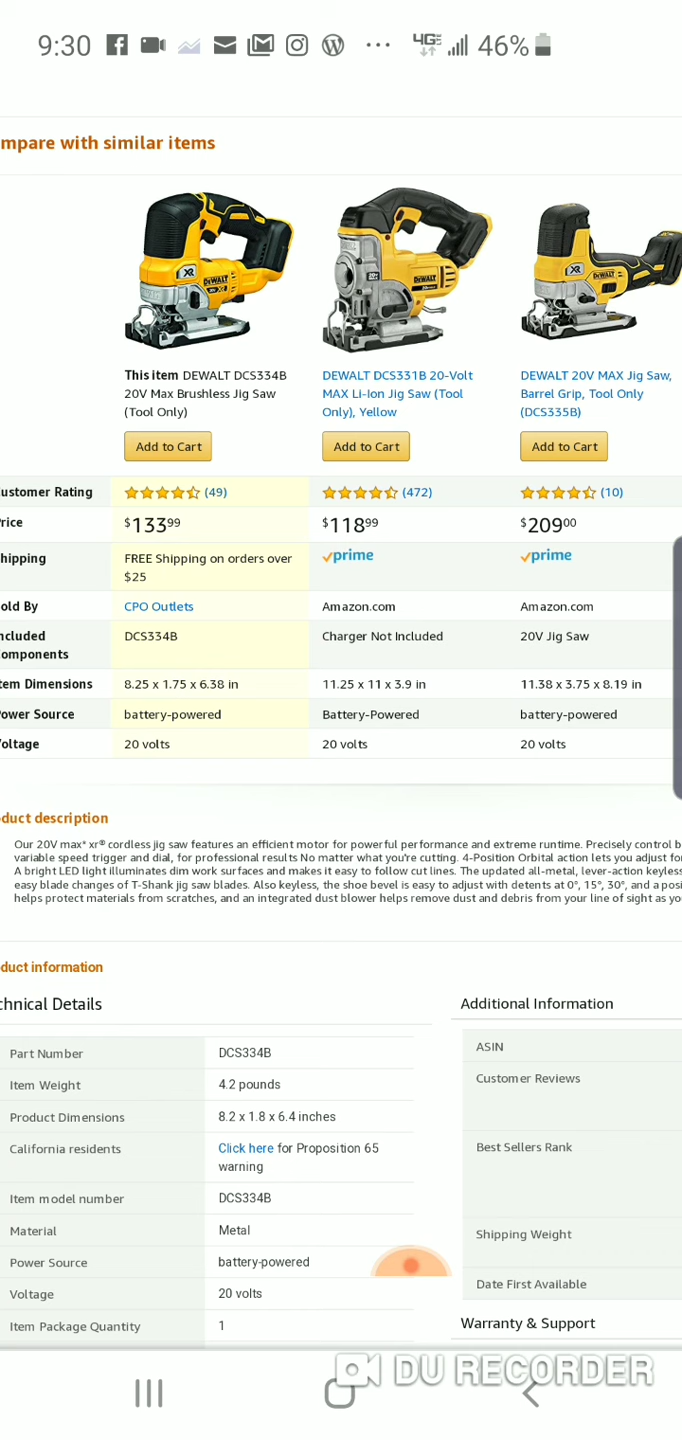 9:30 4GE 46%
mpare with similar items
This item DEWALT DCS334B
20V Max Brushless Jig Saw
(Tool Only)
DEWALT DCS331B 20-Volt
MAX Li-Ion Jig Saw (Tool
Only), Yellow
DEWALT 20V MAX Jig Saw,
Barrel Grip, Tool Only
(DCS335B)
Add to Cart Add to Cart Add to Cart
ustomer Rating (49) (472) (10)
rice $13399 $11899 $20900
hipping FREE Shipping on orders over
$25
prime prime
old By CPO Outlets Amazon.com Amazon.com
ncluded
omponents
DCS334B Charger Not Included 20V Jig Saw
tem Dimensions 8.25 x 1.75 x 6.38 in 11.25 x 11 x 3.9 in 11.38 x 3.75 x 8.19 in
ower Source battery-powered Battery-Powered battery-powered
oltage 20 volts 20 volts 20 volts
duct description
Our 20V max* xr® cordless jig saw features an efficient motor for powerful performance and extreme runtime. Precisely control b
variable speed trigger and dial, for professional results No matter what you're cutting. 4-Position Orbital action lets you adjust for
A bright LED light illuminates dim work surfaces and makes it easy to follow cut lines. The updated all-metal, lever-action keyless
easy blade changes of T-Shank jig saw blades. Also keyless, the shoe bevel is easy to adjust with detents at 0°, 15°, 30°, and a posi
helps protect materials from scratches, and an integrated dust blower helps remove dust and debris from your line of sight as yo
duct information
chnical Details
Part Number DCS334B
Item Weight 4.2 pounds
Product Dimensions 8.2 x 1.8 x 6.4 inches
California residents Click here for Proposition 65
warning
Item model number DCS334B
Material Metal
Power Source battery-powered
Voltage 20 volts
Item Package Quantity 1
Additional Information
ASIN
Customer Reviews
Best Sellers Rank
Shipping Weight
Date First Available
Warranty & Support
DU RECORDER